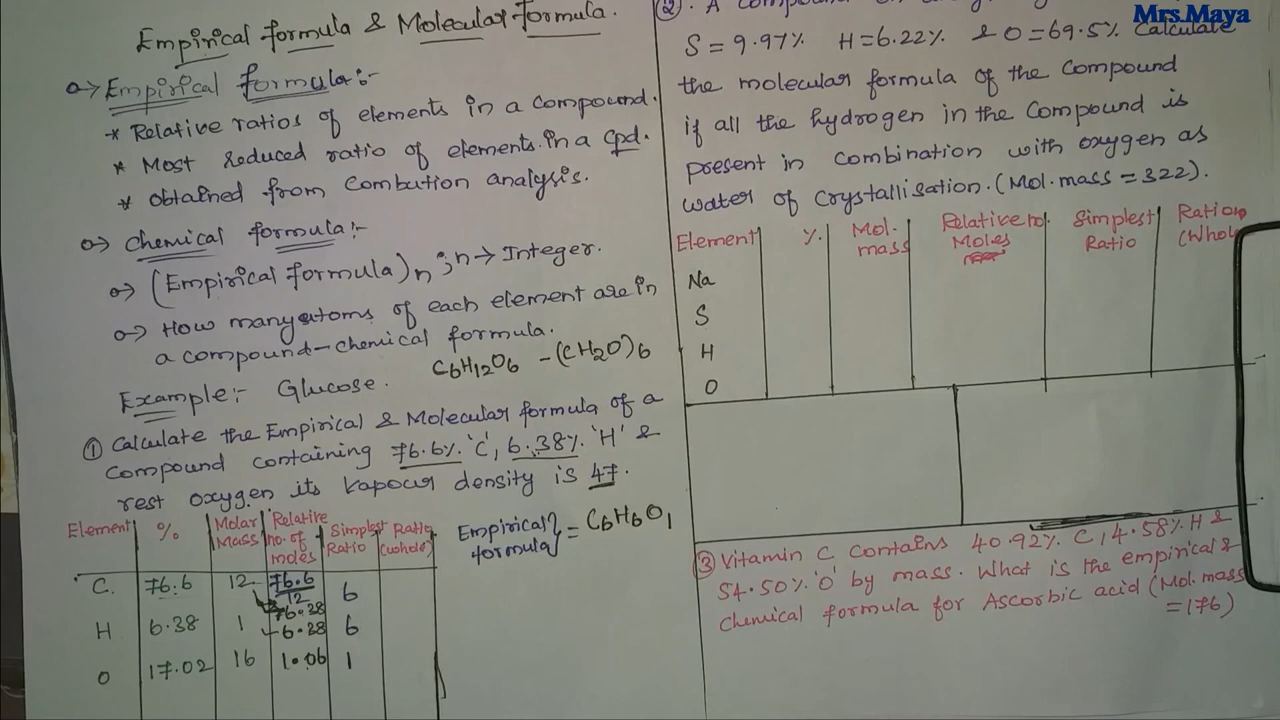 Empirical formula & Molecular formula.
Empirical formula:-
* Relative ratios of elements in a compound.
* Most reduced ratio of elements in a cpd.
* Obtained from Combution analysis.
Chemical formula:-
(Empirical formula)n ; n → Integer.
How many atoms of each element are in
a compound - chemical formula.
Example:- Glucose. C6H12O6 - (CH2O)6
① Calculate the Empirical & Molecular formula of a
compound containing 76.6% 'C', 6.38% 'H' &
rest oxygen its vapour density is 47.
Element % Molar Mass Relative no. of moles Simplest Ratio Ratio (whole)
C. 76.6 12 76.6/12 6
6.38
H 6.38 1 6.38 6
O 17.02 16 1.06 1
Empirical formula } = C6H6O1
Mrs.Maya
② A compound on
S = 9.97% H = 6.22% & O = 69.5% Calculate
the molecular formula of the compound
if all the hydrogen in the compound is
present in combination with oxygen as
water of crystallisation. (Mol. mass = 322).
Element % Mol. mass Relative no. Moles Simplest Ratio Ratio (Whole
Na
S
H
O
③ Vitamin C contains 40.92% C, 4.58% H &
54.50% 'O' by mass. What is the empirical &
chemical formula for Ascorbic acid (Mol. mass
= 176)